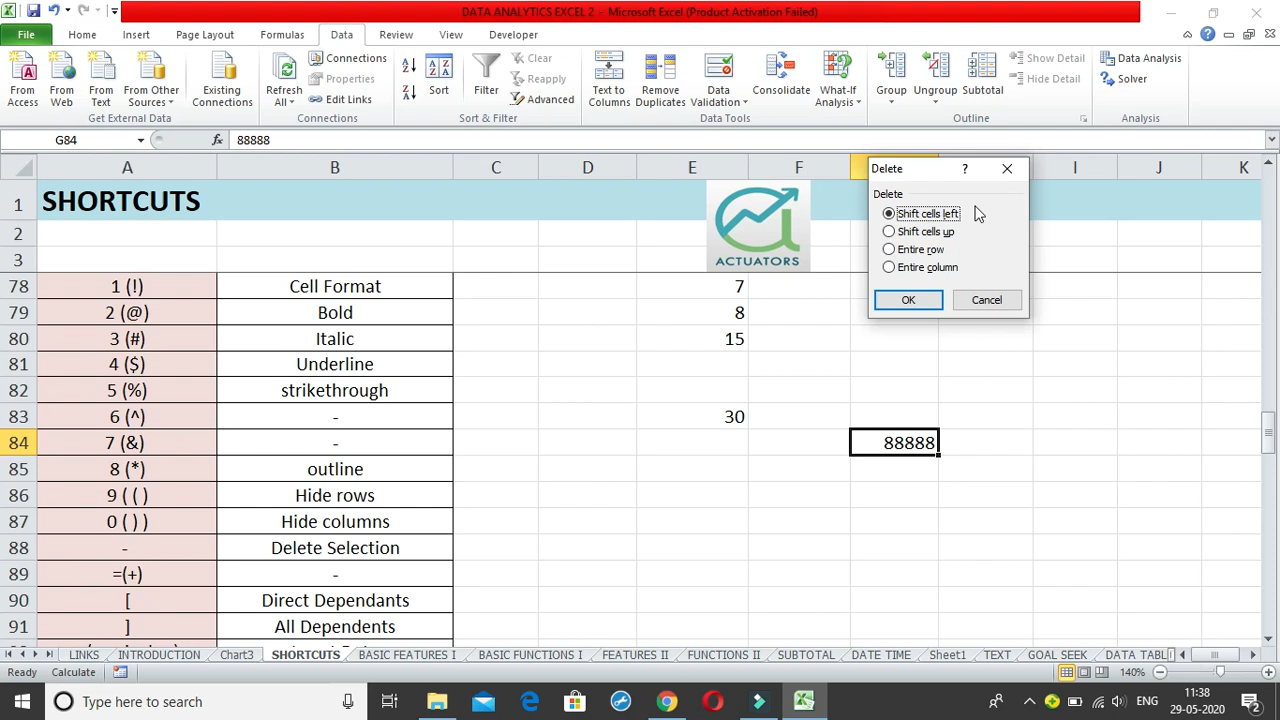 DATA ANALYTICS EXCEL 2 - Microsoft Excel (Product Activation Failed)
File Home Insert Page Layout Formulas Data Review View Developer
From Access
From Web
From Text
From Other Sources
Existing Connections
Get External Data
Refresh All
Connections
Properties
Edit Links
Connections
Sort
Filter
Clear
Reapply
Advanced
Sort & Filter
Text to Columns
Remove Duplicates
Data Validation
Consolidate
What-If Analysis
Data Tools
Group
Ungroup
Subtotal
Show Detail
Hide Detail
Outline
Data Analysis
Solver
Analysis
G84 fx 88888
A B C D E F I J K
1 SHORTCUTS
ACTUATORS
2
3
78 1 (!) Cell Format 7
79 2 (@) Bold 8
80 3 (#) Italic 15
81 4 ($) Underline
82 5 (%) strikethrough
83 6 (^) - 30
84 7 (&) - 88888
85 8 (*) outline
86 9 ( ( ) Hide rows
87 0 ( ) ) Hide columns
88 - Delete Selection
89 =(+) -
90 [ Direct Dependants
91 ] All Dependents
Delete ?
Delete
Shift cells left
Shift cells up
Entire row
Entire column
OK Cancel
LINKS INTRODUCTION Chart3 SHORTCUTS BASIC FEATURES I BASIC FUNCTIONS I FEATURES II FUNCTIONS II SUBTOTAL DATE TIME Sheet1 TEXT GOAL SEEK DATA TABL
Ready Calculate 140%
Type here to search
ENG
11:38
29-05-2020
2